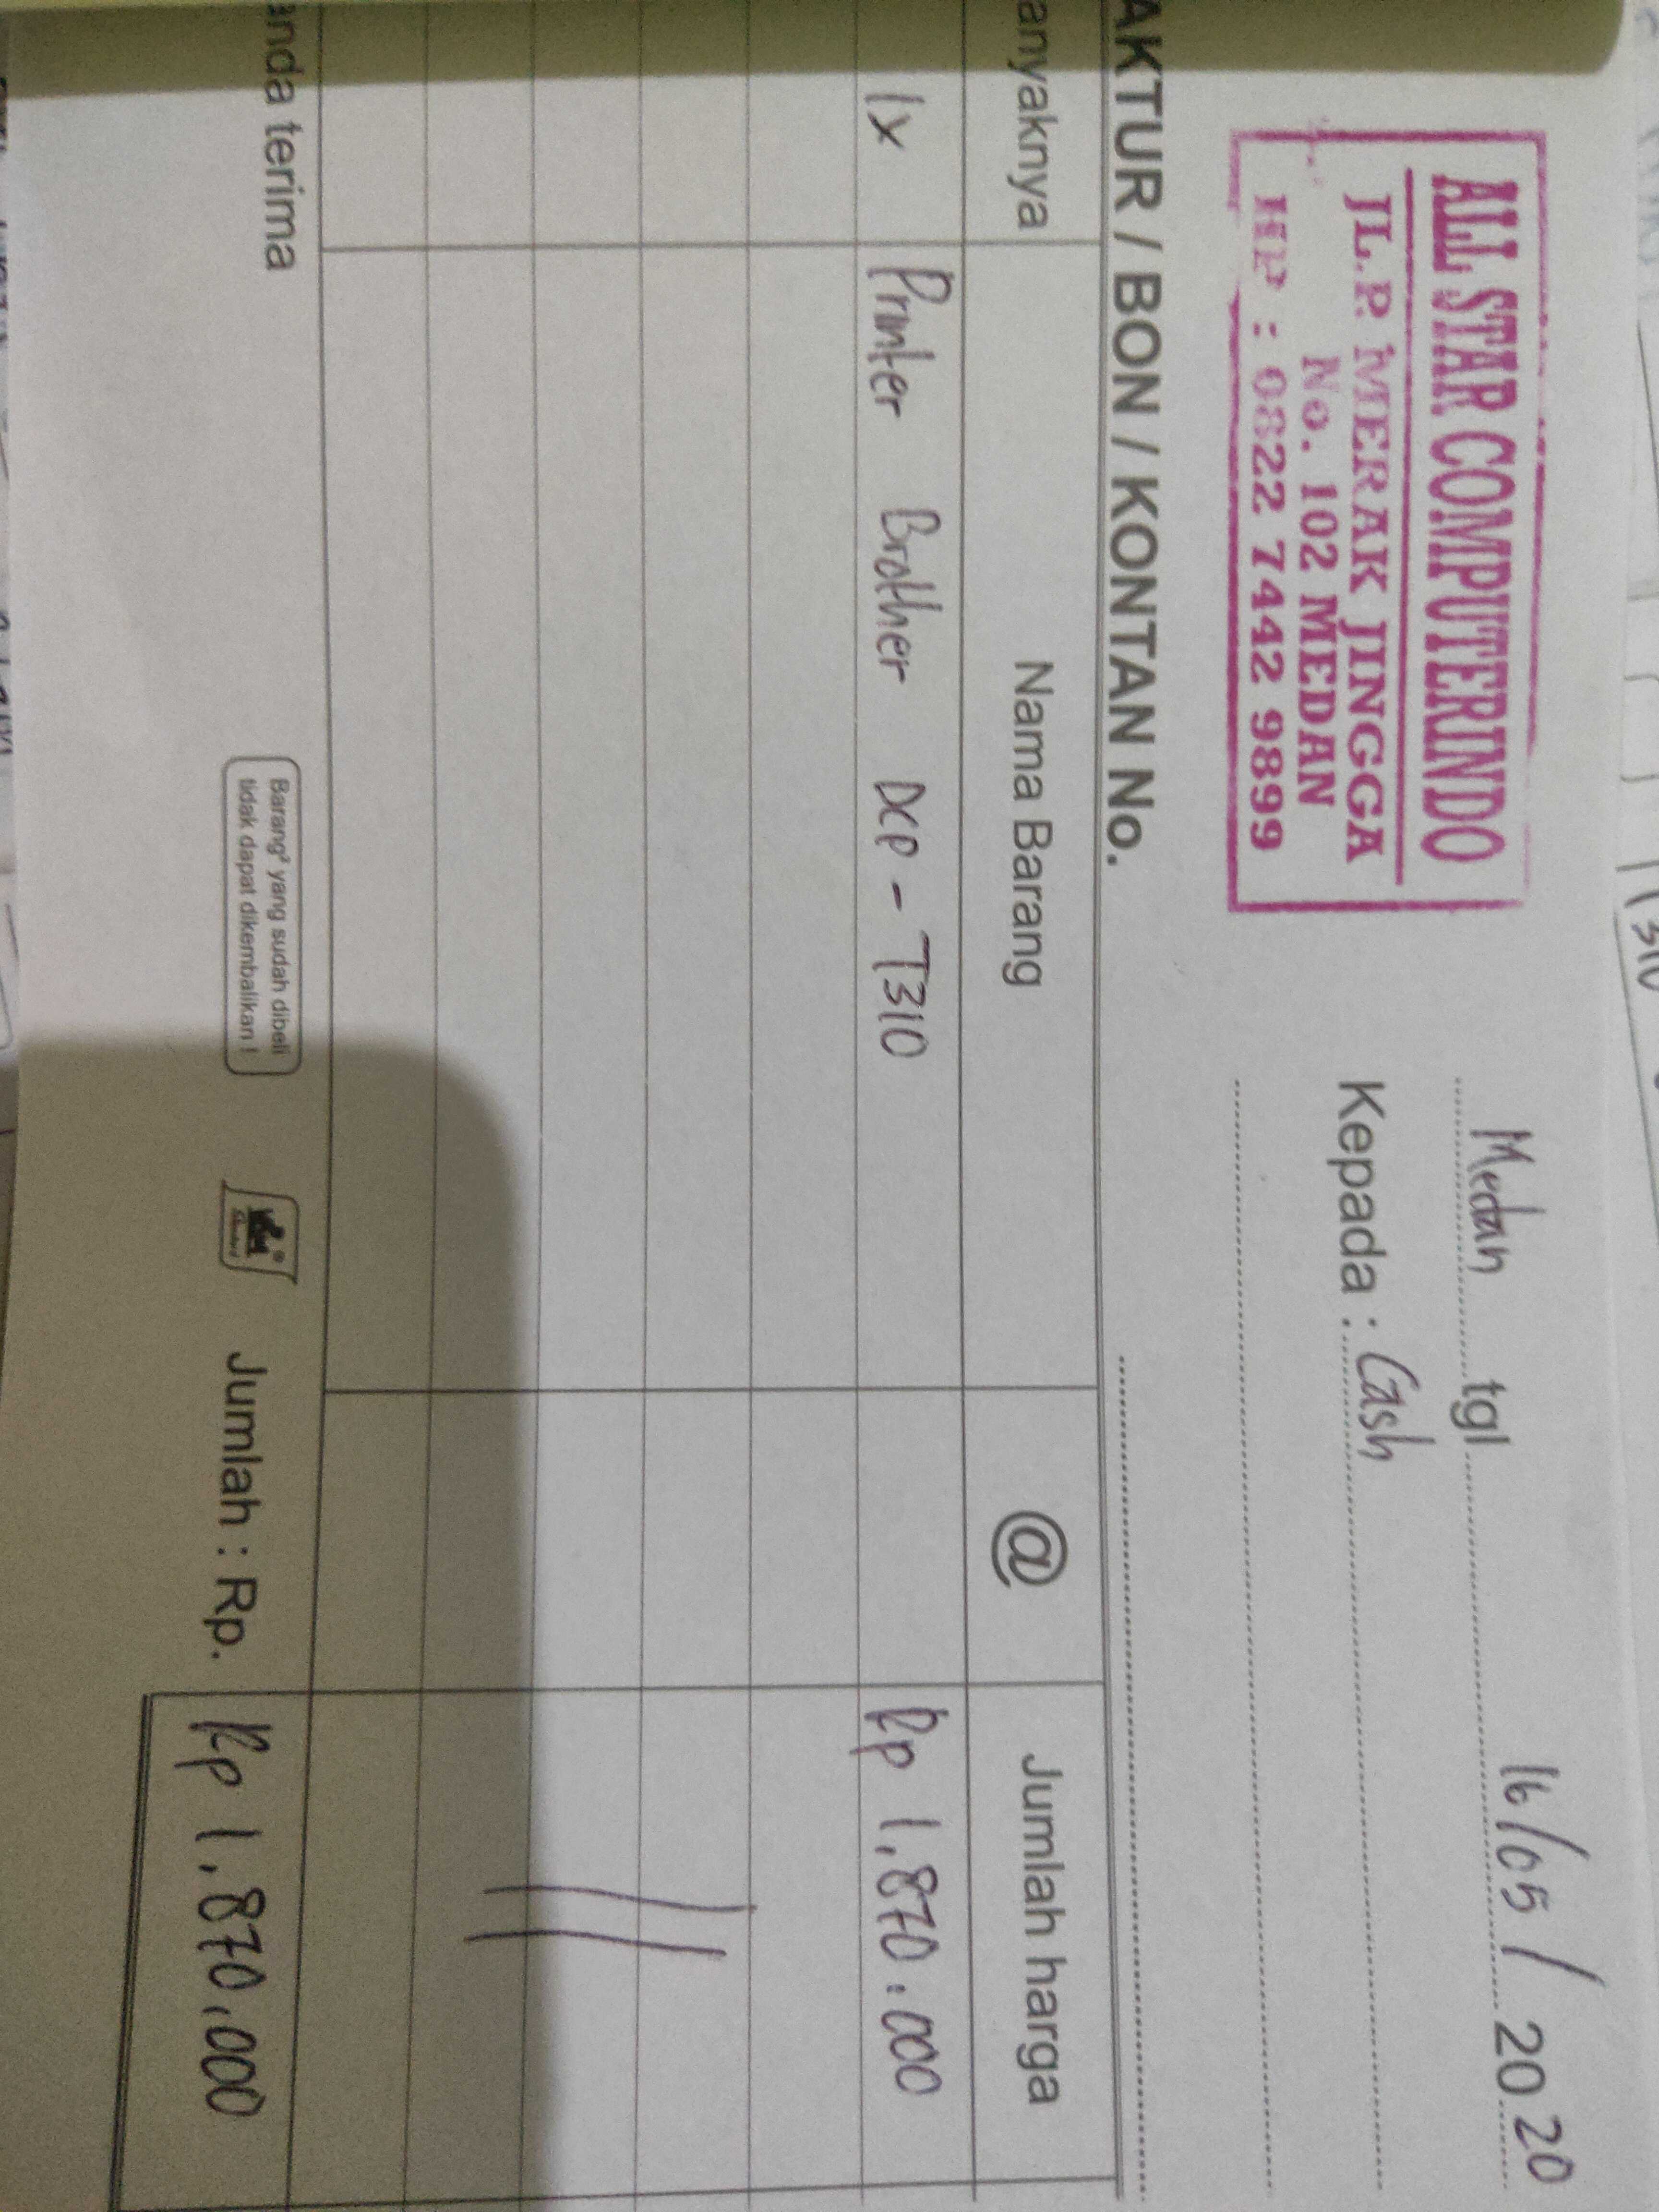 ALL STAR COMPUTERINDO
JL.P. MERAK JINGGA
No. 102 MEDAN
HP : 0822 7442 9899
Medan tgl 16/05/2020
Kepada : Cash
AKTUR / BON / KONTAN No.
anyaknya Nama Barang @ Jumlah harga
1x Printer Brother DCP-T310 Rp 1.870.000
anda terima
Barang² yang sudah dibeli
tidak dapat dikembalikan !
Jumlah : Rp. Rp 1.870.000